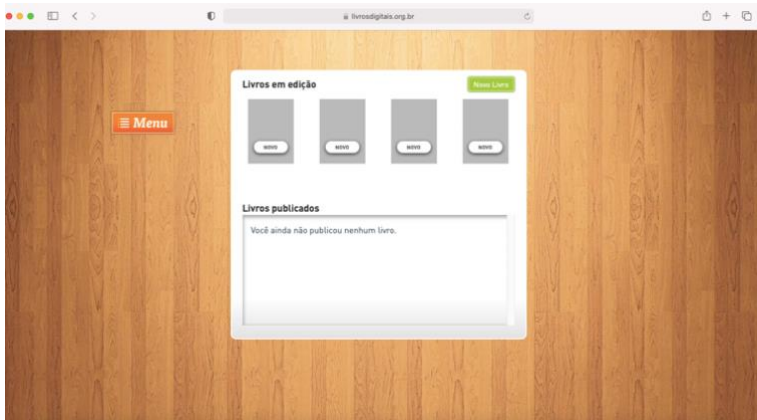 livrosdigitais.org.br
Livros em edição
Novo Livro
Menu
NOVO
NOVO
NOVO
NOVO
Livros publicados
Você ainda não publicou nenhum livro.